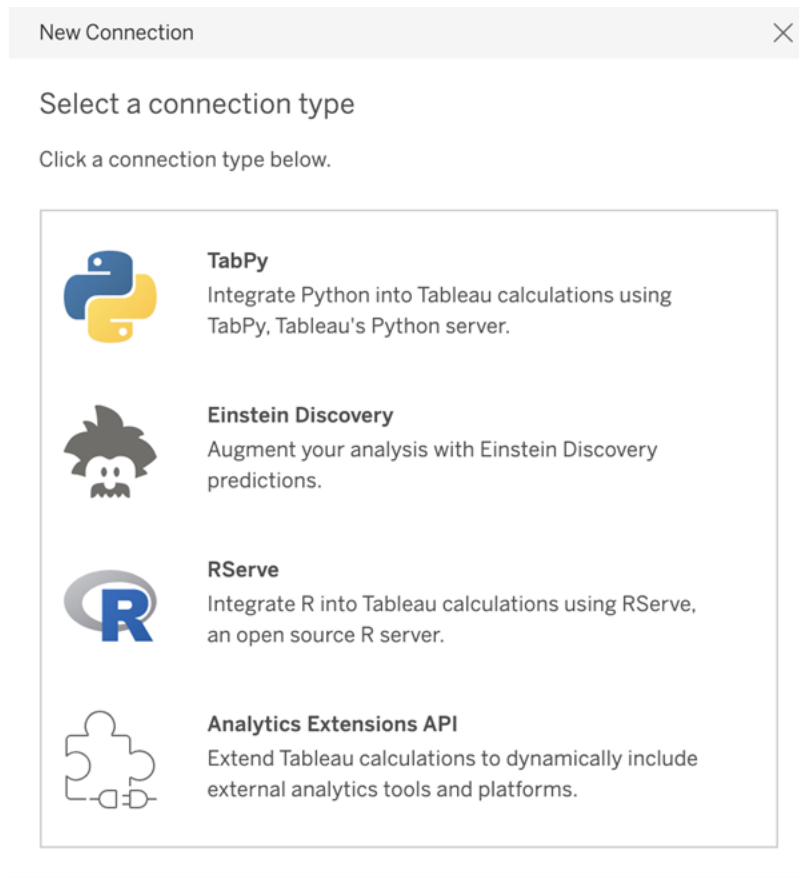 New Connection
Select a connection type
Click a connection type below.
TabPy
Integrate Python into Tableau calculations using
TabPy, Tableau's Python server.
Einstein Discovery
Augment your analysis with Einstein Discovery
predictions.
RServe
Integrate R into Tableau calculations using RServe,
an open source R server.
R
Analytics Extensions API
Extend Tableau calculations to dynamically include
external analytics tools and platforms.